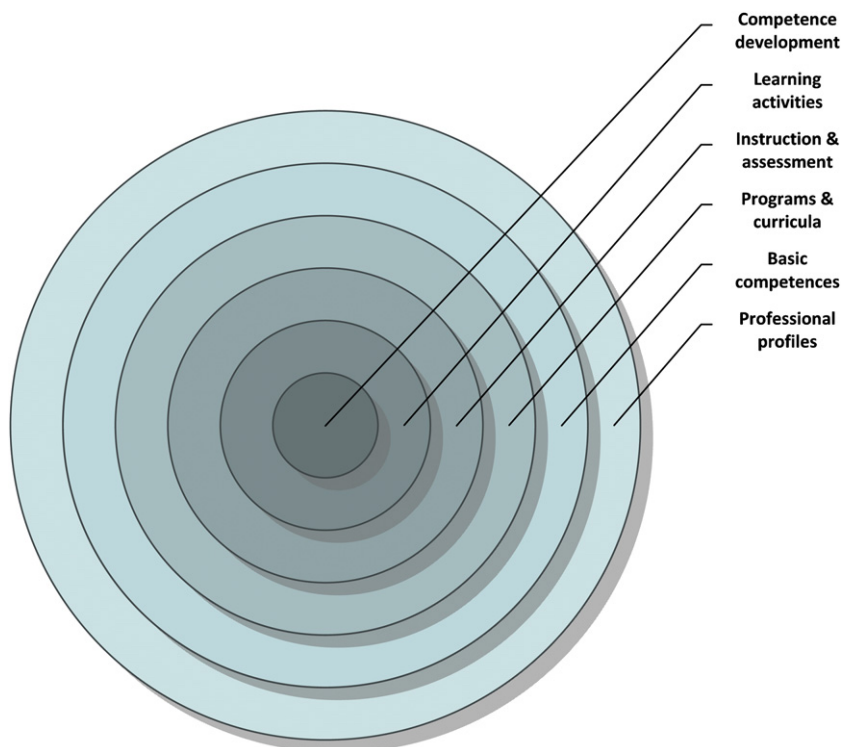 Competence
development
Learning
activities
Instruction &
assessment
Programs &
curricula
Basic
competences
Professional
profiles